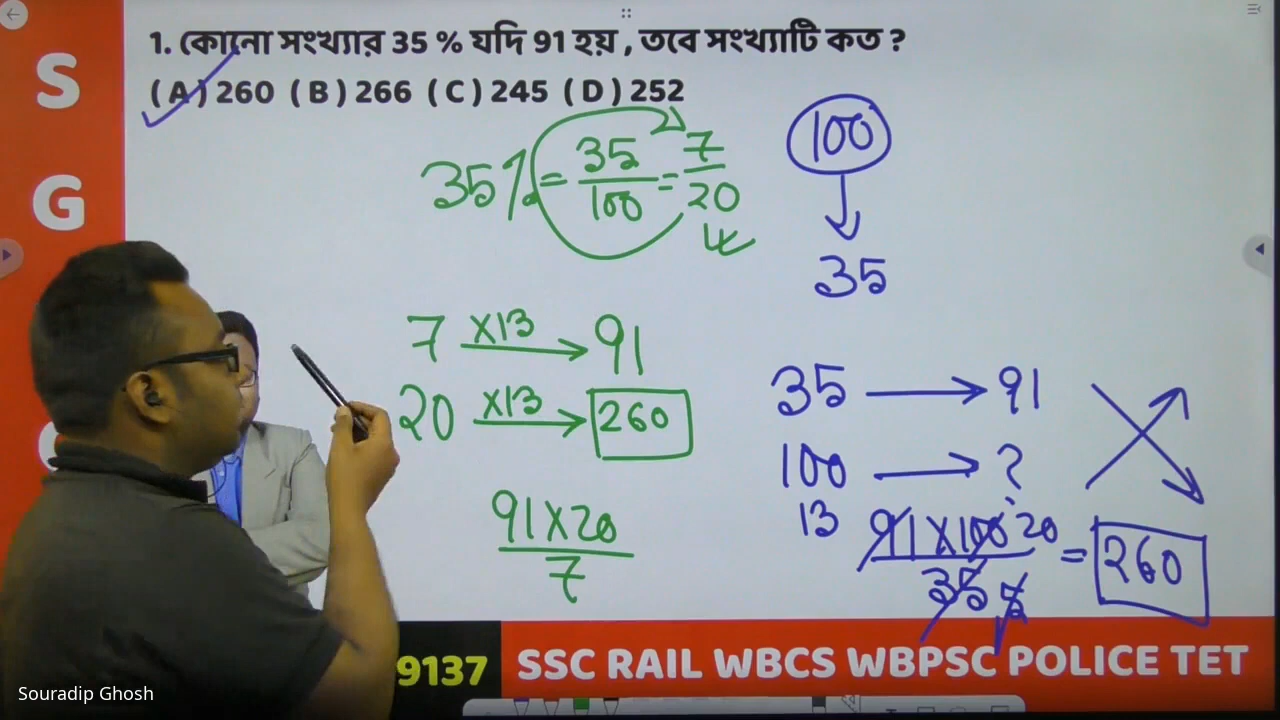 S
G
1. কোনো সংখ্যার 35 % যদি 91 হয় , তবে সংখ্যাটি কত ?
( A ) 260 ( B ) 266 ( C ) 245 ( D ) 252
35% = 35/100 = 7/20
100
35
7 ×13 → 91
20 ×13 → 260
91×20
7
35 → 91
100 → ?
13 91×100 20 = 260
35 5
9137
SSC RAIL WBCS WBPSC POLICE TET
Souradip Ghosh